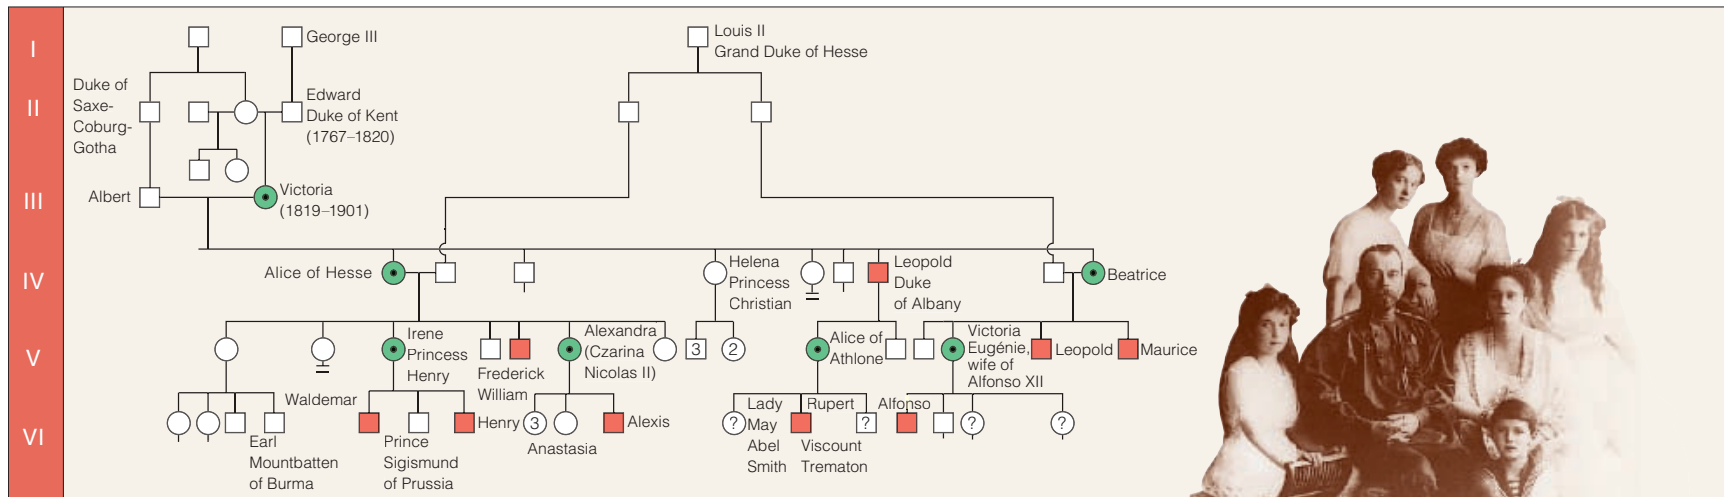 I
George III
Louis II
Grand Duke of Hesse
II
Duke of
Saxe-
Coburg-
Gotha
Edward
Duke of Kent
(1767–1820)
III
Albert
Victoria
(1819–1901)
IV
Alice of Hesse
Helena
Princess
Christian
Leopold
Duke
of Albany
Beatrice
V
Irene
Princess
Henry
Frederick
William
Alexandra
(Czarina
Nicolas II)
3
2
Alice of
Athlone
Victoria
Eugénie,
wife of
Alfonso XII
Leopold
Maurice
VI
Earl
Mountbatten
of Burma
Waldemar
Prince
Sigismund
of Prussia
Henry
3
Anastasia
Alexis
?
Lady
May
Abel
Smith
Rupert
Viscount
Trematon
?
Alfonso
?
?